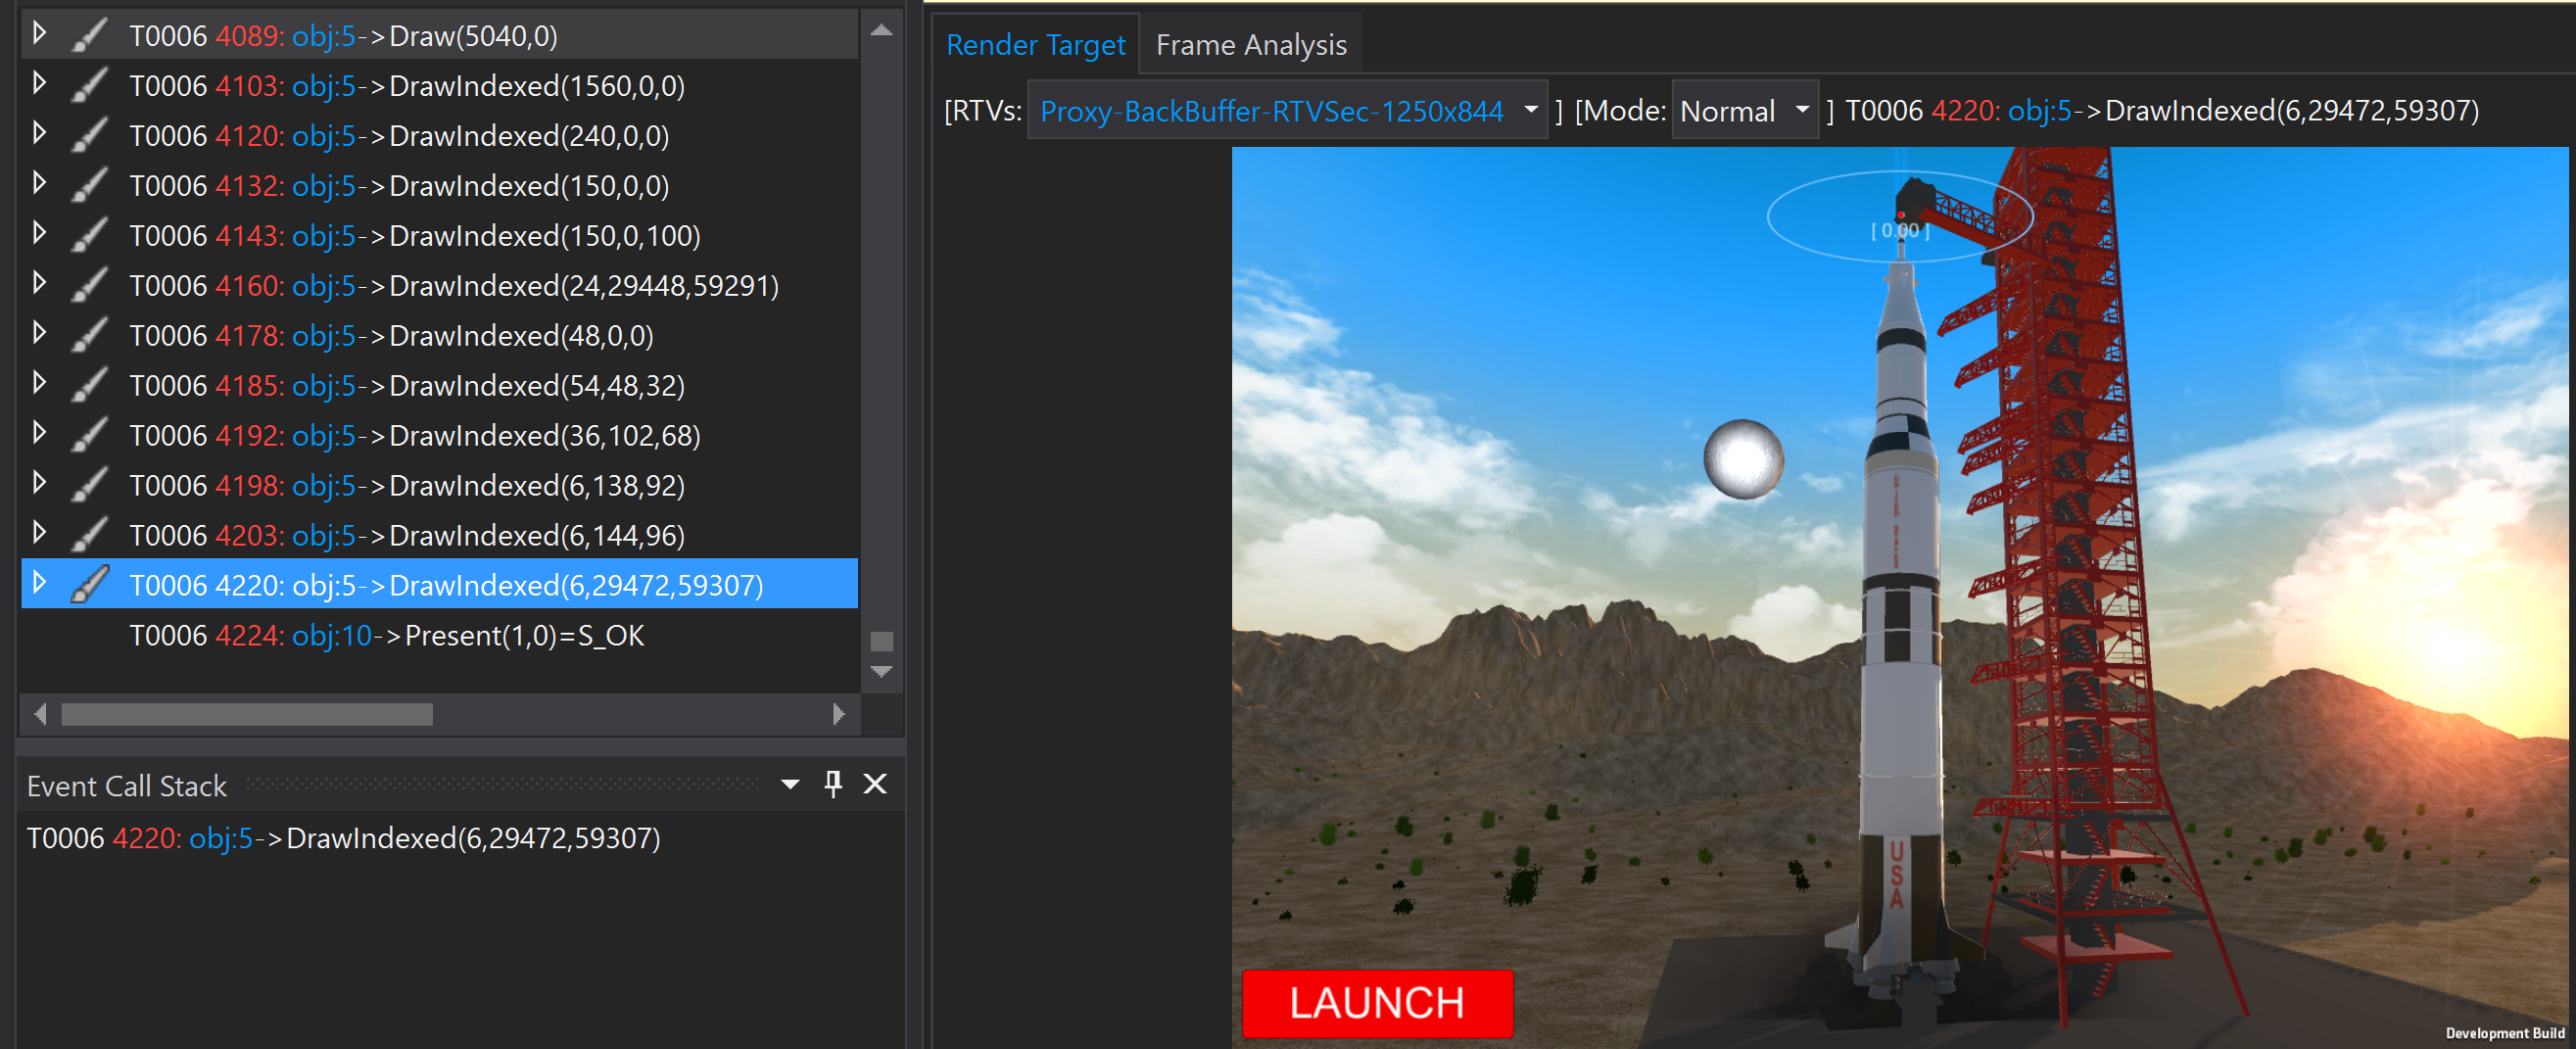 T0006 4089: obj:5->Draw(5040,0)
T0006 4103: obj:5->DrawIndexed(1560,0,0)
T0006 4120: obj:5->DrawIndexed(240,0,0)
T0006 4132: obj:5->DrawIndexed(150,0,0)
T0006 4143: obj:5->DrawIndexed(150,0,100)
T0006 4160: obj:5->DrawIndexed(24,29448,59291)
T0006 4178: obj:5->DrawIndexed(48,0,0)
T0006 4185: obj:5->DrawIndexed(54,48,32)
T0006 4192: obj:5->DrawIndexed(36,102,68)
T0006 4198: obj:5->DrawIndexed(6,138,92)
T0006 4203: obj:5->DrawIndexed(6,144,96)
T0006 4220: obj:5->DrawIndexed(6,29472,59307)
T0006 4224: obj:10->Present(1,0)=S_OK
Event Call Stack
T0006 4220: obj:5->DrawIndexed(6,29472,59307)
Render Target Frame Analysis
[RTVs: Proxy-BackBuffer-RTVSec-1250x844 ] [Mode: Normal ] T0006 4220: obj:5->DrawIndexed(6,29472,59307)
[ 0.00 ]
UNITED STATES
USA
LAUNCH
Development Build